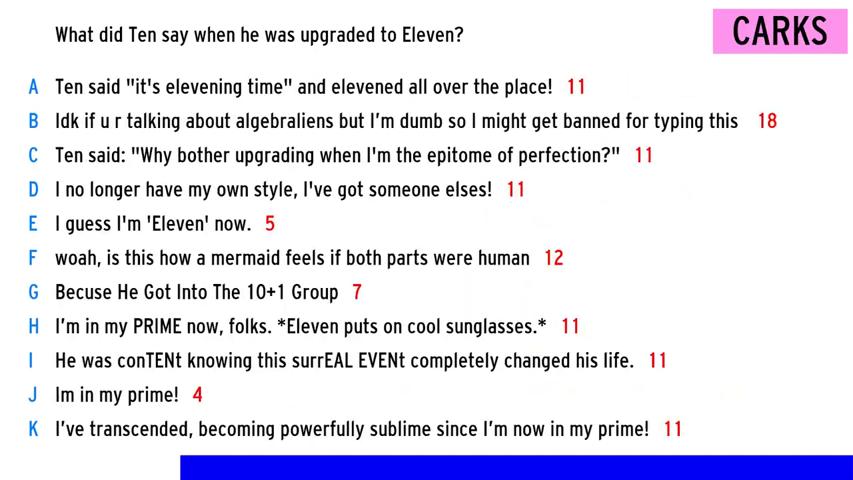 What did Ten say when he was upgraded to Eleven?
CARKS
A Ten said "it's elevening time" and elevened all over the place! 11
B Idk if u r talking about algebraliens but I'm dumb so I might get banned for typing this 18
C Ten said: "Why bother upgrading when I'm the epitome of perfection?" 11
D I no longer have my own style, I've got someone elses! 11
E I guess I'm 'Eleven' now. 5
F woah, is this how a mermaid feels if both parts were human 12
G Becuse He Got Into The 10+1 Group 7
H I'm in my PRIME now, folks. *Eleven puts on cool sunglasses.* 11
I He was conTENt knowing this surrEAL EVENt completely changed his life. 11
J Im in my prime! 4
K I've transcended, becoming powerfully sublime since I'm now in my prime! 11